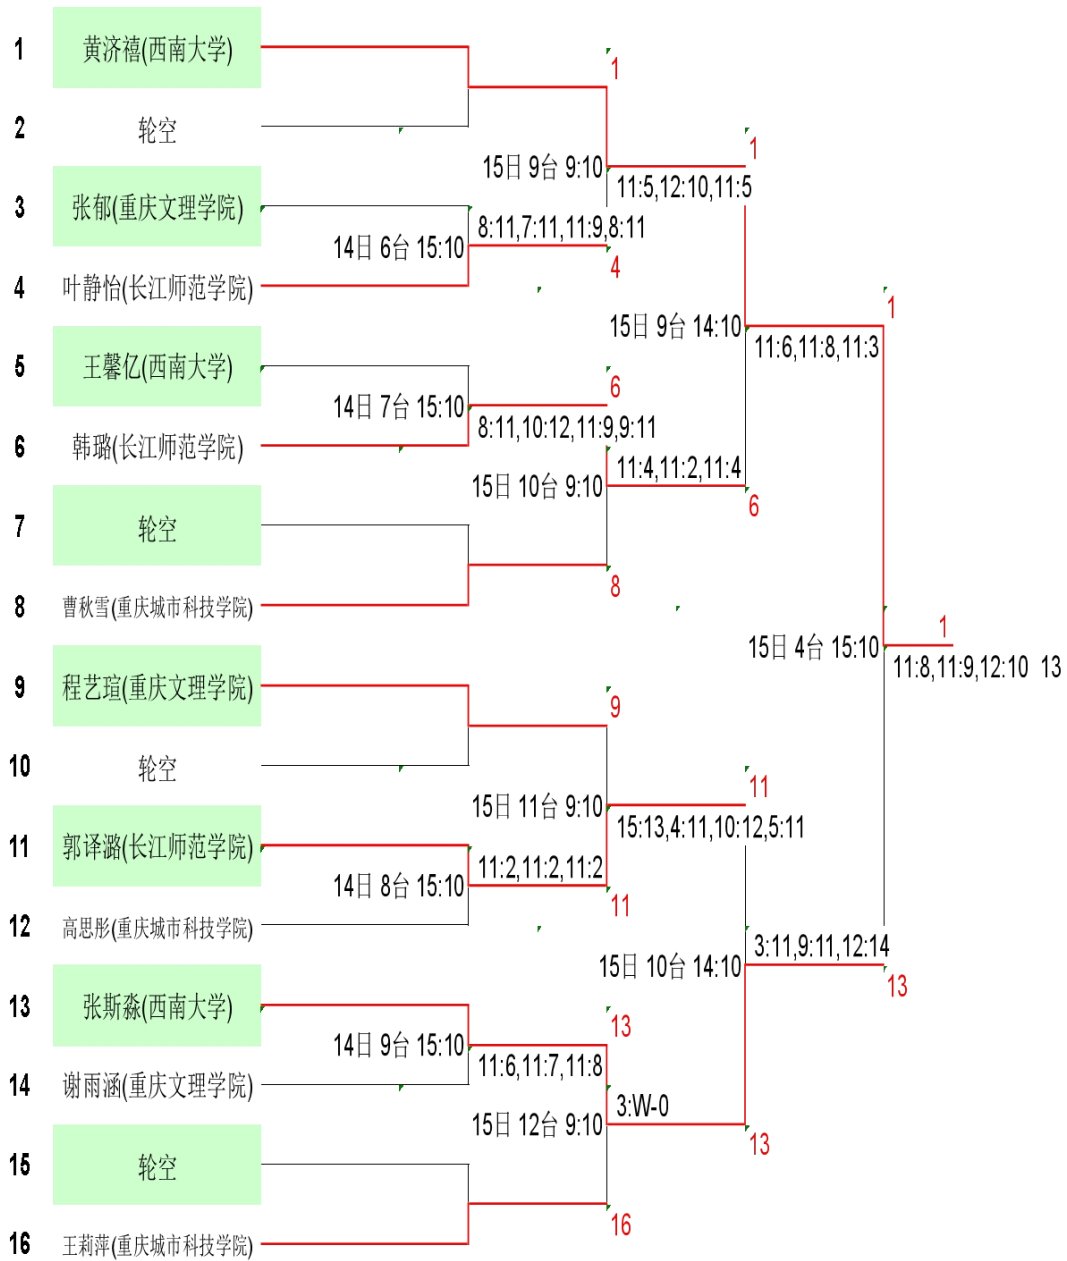 1 黄济禧(西南大学)
1
2 轮空
1
15日 9台 9:10
11:5,12:10,11:5
3 张郁(重庆文理学院)
8:11,7:11,11:9,8:11
14日 6台 15:10
4
4 叶静怡(长江师范学院)
1
15日 9台 14:10
11:6,11:8,11:3
5 王馨亿(西南大学)
6
14日 7台 15:10
8:11,10:12,11:9,9:11
6 韩璐(长江师范学院)
11:4,11:2,11:4
15日 10台 9:10
6
7 轮空
8
8 曹秋雪(重庆城市科技学院)
1
15日 4台 15:10
11:8,11:9,12:10 13
9 程艺瑄(重庆文理学院)
9
10 轮空
11
15日 11台 9:10
15:13,4:11,10:12,5:11
11 郭译潞(长江师范学院)
11:2,11:2,11:2
14日 8台 15:10
11
12 高思彤(重庆城市科技学院)
3:11,9:11,12:14
15日 10台 14:10
13
13 张斯淼(西南大学)
13
14日 9台 15:10
11:6,11:7,11:8
14 谢雨涵(重庆文理学院)
3:W-0
15日 12台 9:10
13
15 轮空
16
16 王莉萍(重庆城市科技学院)